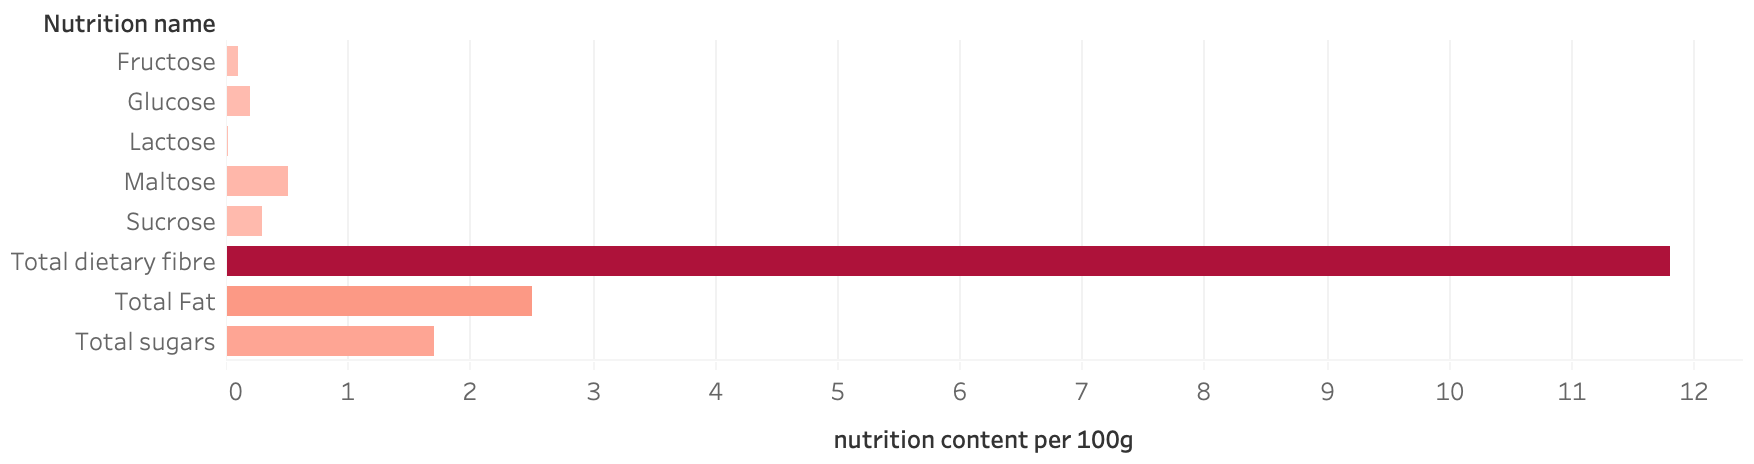 Nutrition name
Fructose
Glucose
Lactose
Maltose
Sucrose
Total dietary fibre
Total Fat
Total sugars
0 1 2 3 4 5 6 7 8 9 10 11 12
nutrition content per 100g